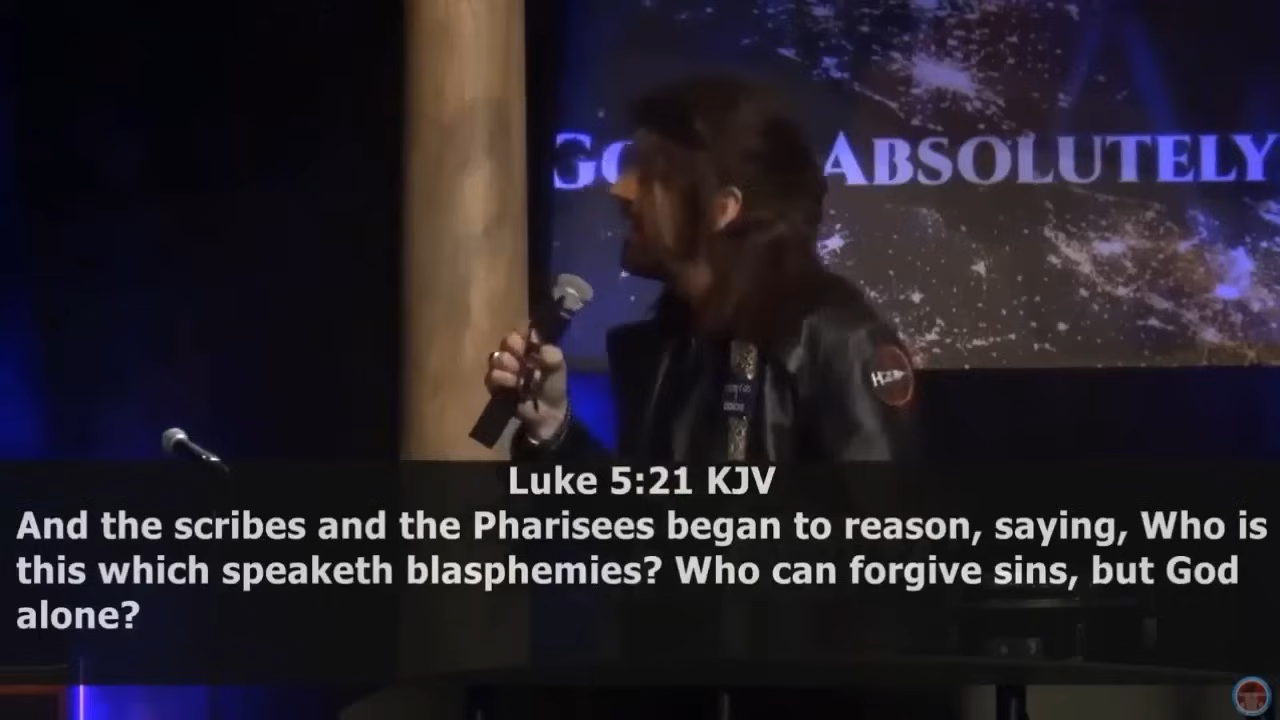 Go
ABSOLUTELY
Luke 5:21 KJV
And the scribes and the Pharisees began to reason, saying, Who is
this which speaketh blasphemies? Who can forgive sins, but God
alone?